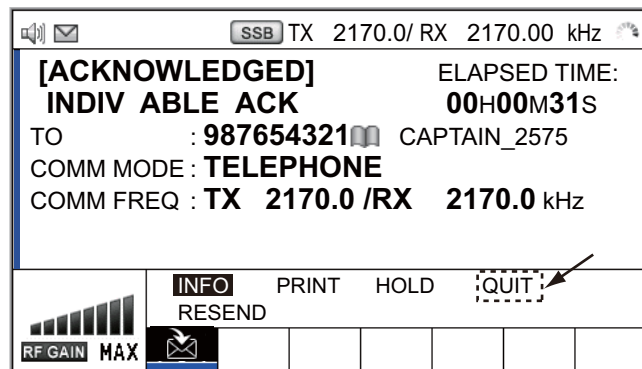 SSB TX 2170.0/ RX 2170.00 kHz
[ACKNOWLEDGED] ELAPSED TIME:
INDIV ABLE ACK 00H00M31S
TO : 987654321 CAPTAIN_2575
COMM MODE : TELEPHONE
COMM FREQ : TX 2170.0 /RX 2170.0 kHz
INFO PRINT HOLD QUIT
RESEND
RF GAIN MAX